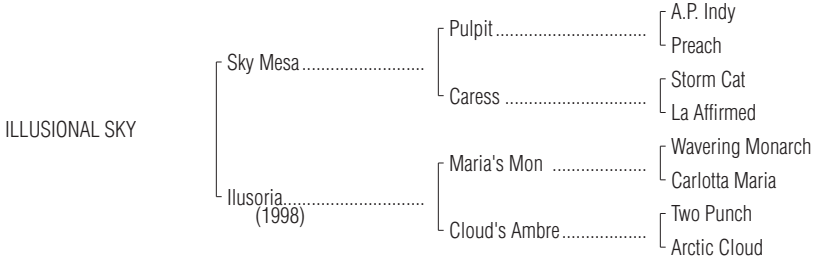 A.P. Indy
Pulpit..................................
Preach
Sky Mesa..........................
Caress ..............................
Storm Cat
La Affirmed
ILLUSIONAL SKY
Wavering Monarch
Maria's Mon ....................
Carlotta Maria
Ilusoria..............................
(1998)
Two Punch
Cloud's Ambre..................
Arctic Cloud